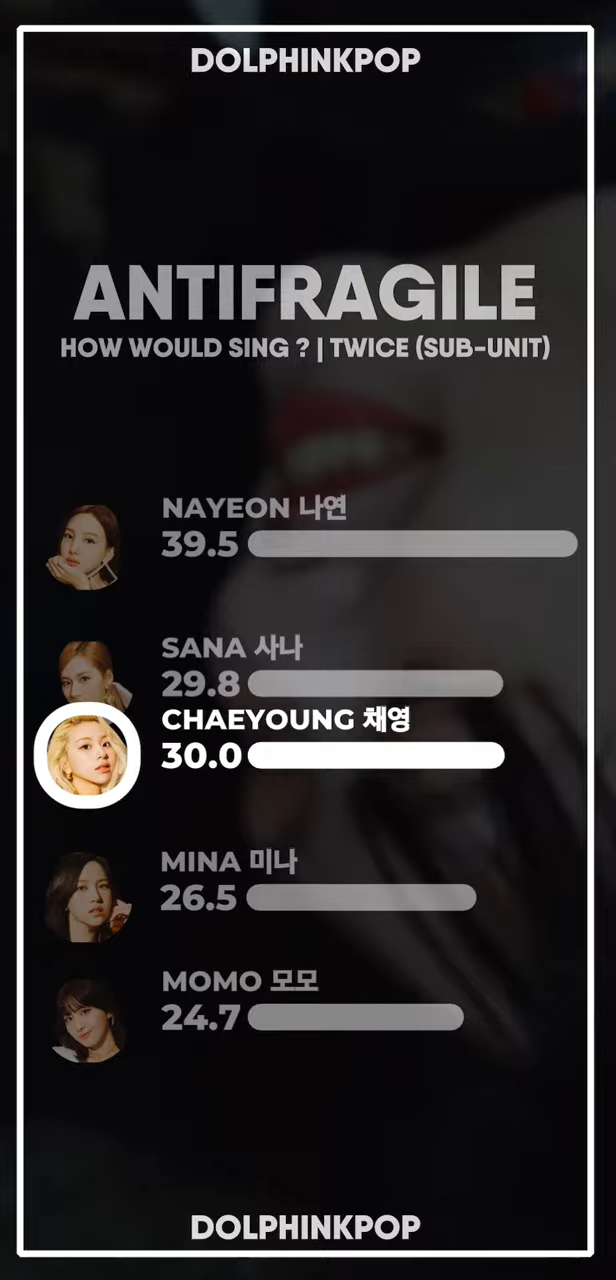 DOLPHINKPOP
ANTIFRAGILE
HOW WOULD SING ? | TWICE (SUB-UNIT)
NAYEON 나연
39.5
SANA 사나
29.8
CHAEYOUNG 채영
30.0
MINA 미나
26.5
MOMO 모모
24.7
DOLPHINKPOP